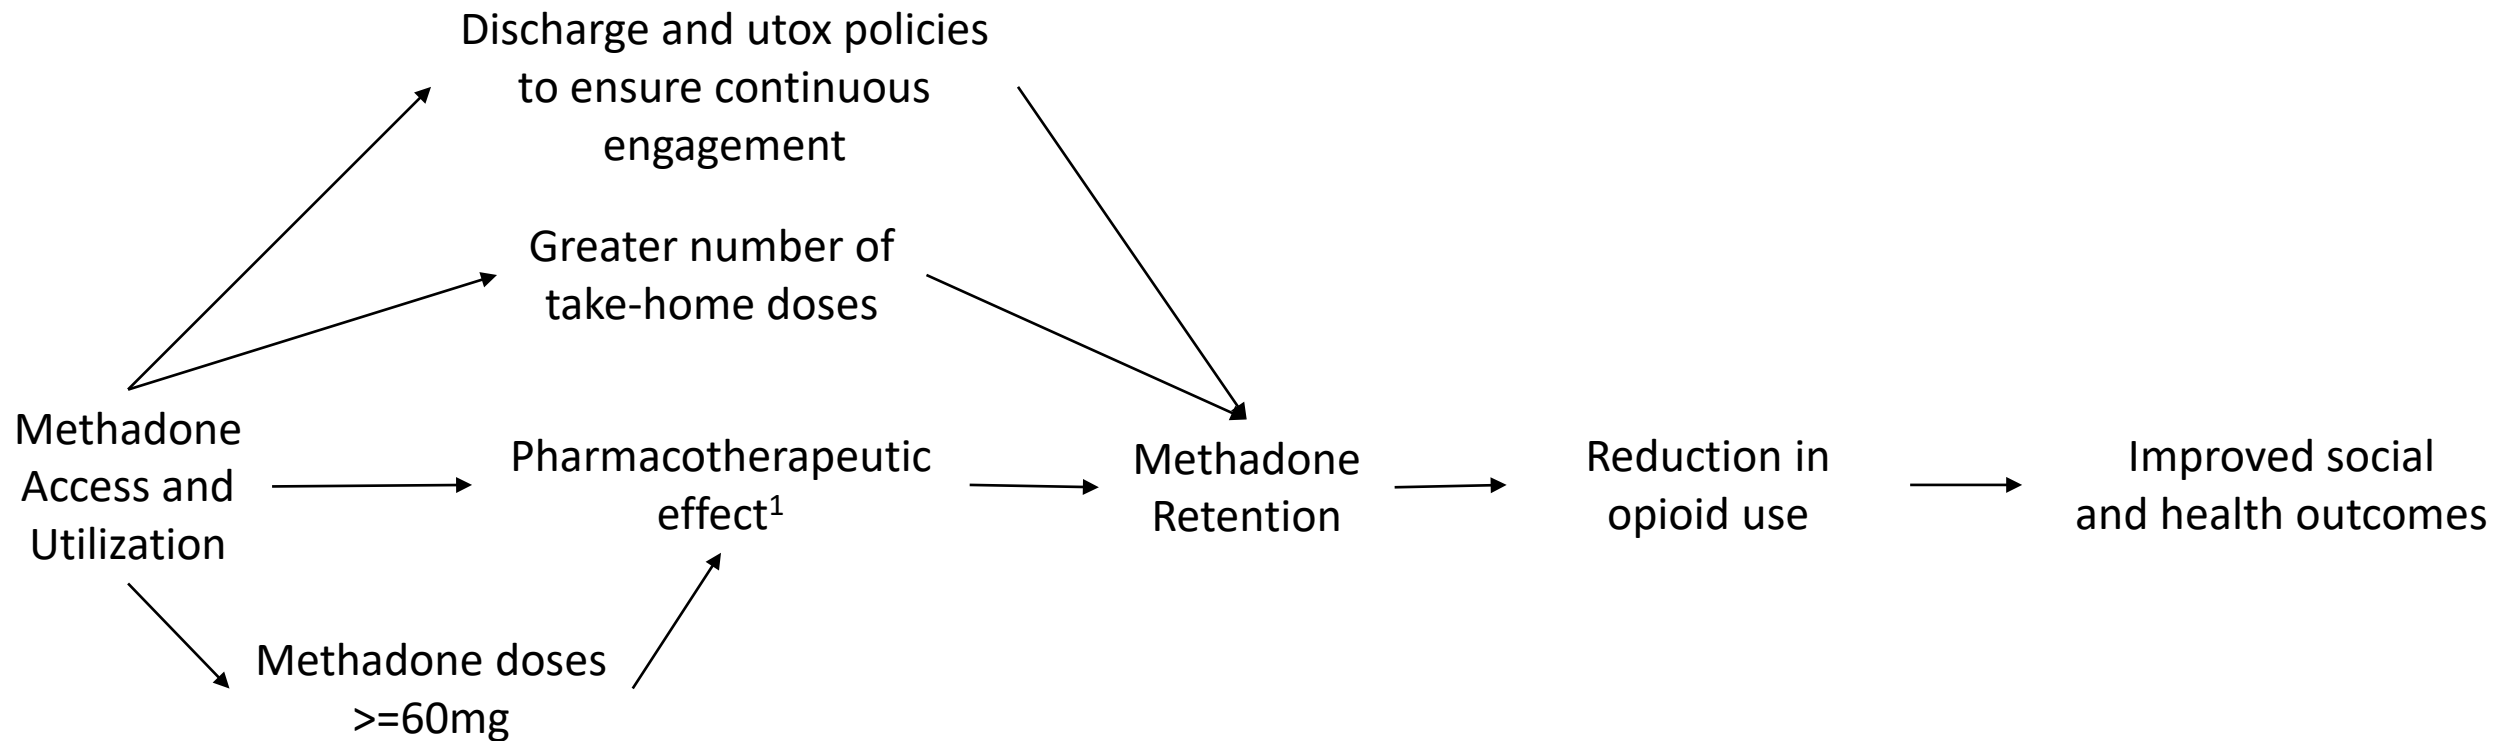 Discharge and utox policies
to ensure continuous
engagement
Greater number of
take-home doses
Methadone
Access and
Utilization
Pharmacotherapeutic
effect¹
Methadone
Retention
Reduction in
opioid use
Improved social
and health outcomes
Methadone doses
>=60mg